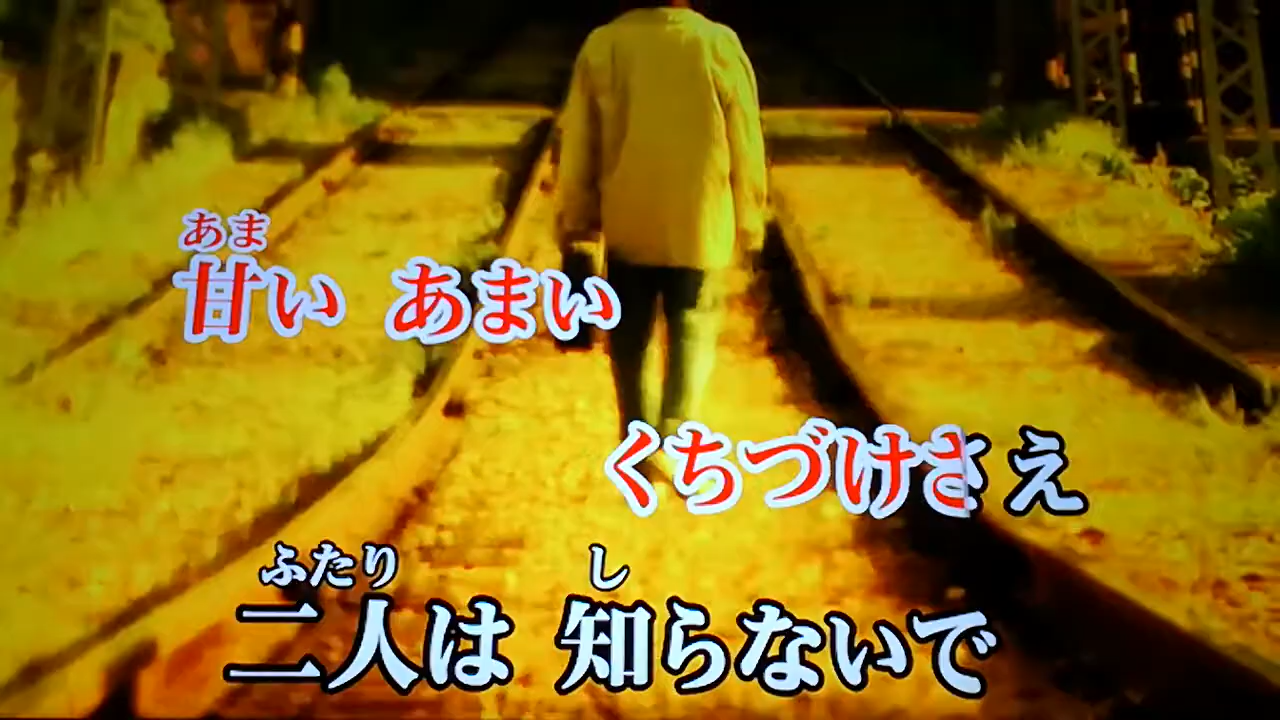 あま
甘い あまい
くちづけさえ
ふたり し
二人は 知らないで